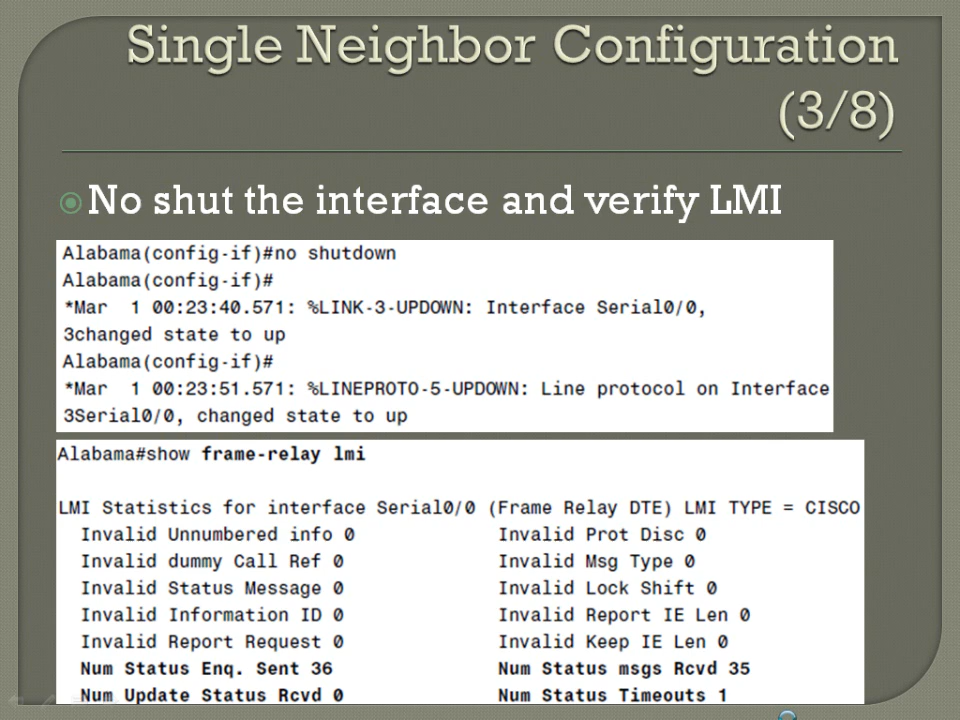 Single Neighbor Configuration
(3/8)
No shut the interface and verify LMI
Alabama(config-if)#no shutdown
Alabama(config-if)#
*Mar  1 00:23:40.571: %LINK-3-UPDOWN: Interface Serial0/0,
3changed state to up
Alabama(config-if)#
*Mar  1 00:23:51.571: %LINEPROTO-5-UPDOWN: Line protocol on Interface
3Serial0/0, changed state to up
Alabama#show frame-relay lmi
LMI Statistics for interface Serial0/0 (Frame Relay DTE) LMI TYPE = CISCO
Invalid Unnumbered info 0 Invalid Prot Disc 0
Invalid dummy Call Ref 0 Invalid Msg Type 0
Invalid Status Message 0 Invalid Lock Shift 0
Invalid Information ID 0 Invalid Report IE Len 0
Invalid Report Request 0 Invalid Keep IE Len 0
Num Status Enq. Sent 36 Num Status msgs Rcvd 35
Num Update Status Rcvd 0 Num Status Timeouts 1